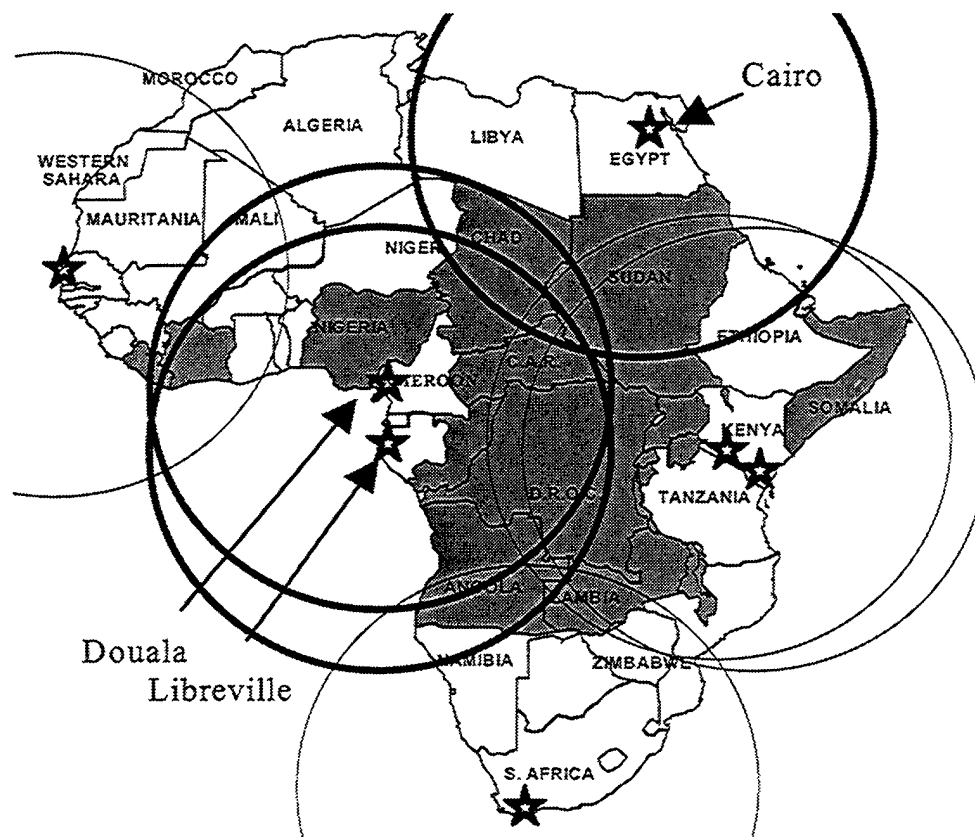 Cairo
MOROCCO
ALGERIA
LIBYA
EGYPT
WESTERN
SAHARA
MAURITANIA
MALI
NIGER
CHAD
SUDAN
NIGERIA
ETHIOPIA
C.A.R.
SOMALIA
KENYA
D.R.O.C.
TANZANIA
ANGOLA
ZAMBIA
Douala
Libreville
NAMIBIA
ZIMBABWE
S. AFRICA